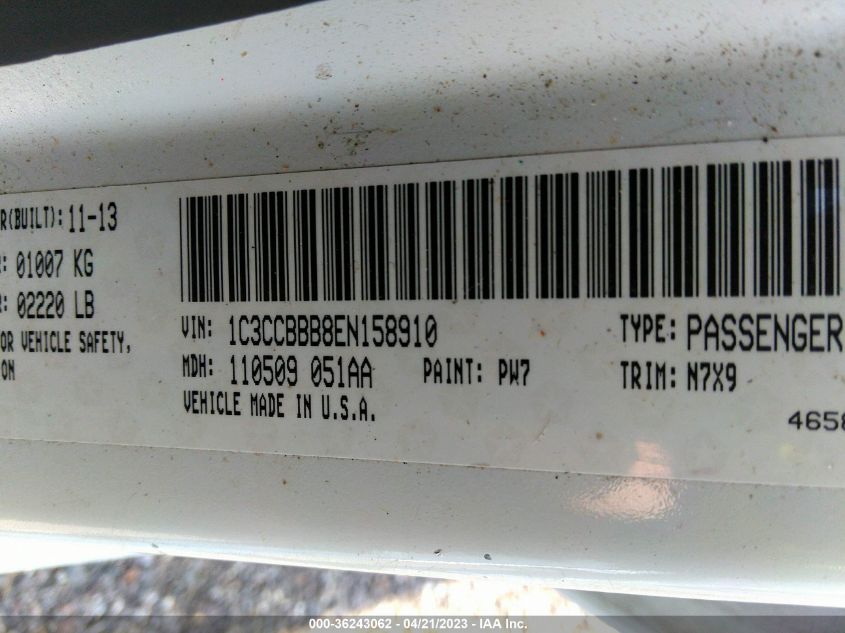 R(BUILT): 11-13
R: 01007 KG
R: 02220 LB
OR VEHICLE SAFETY,
ON
VIN: 1C3CCBBB8EN158910
TYPE: PASSENGER
MDH: 110509 051AA
PAINT: PW7
TRIM: N7X9
VEHICLE MADE IN U.S.A.
4658
000-36243062 - 04/21/2023 - IAA Inc.